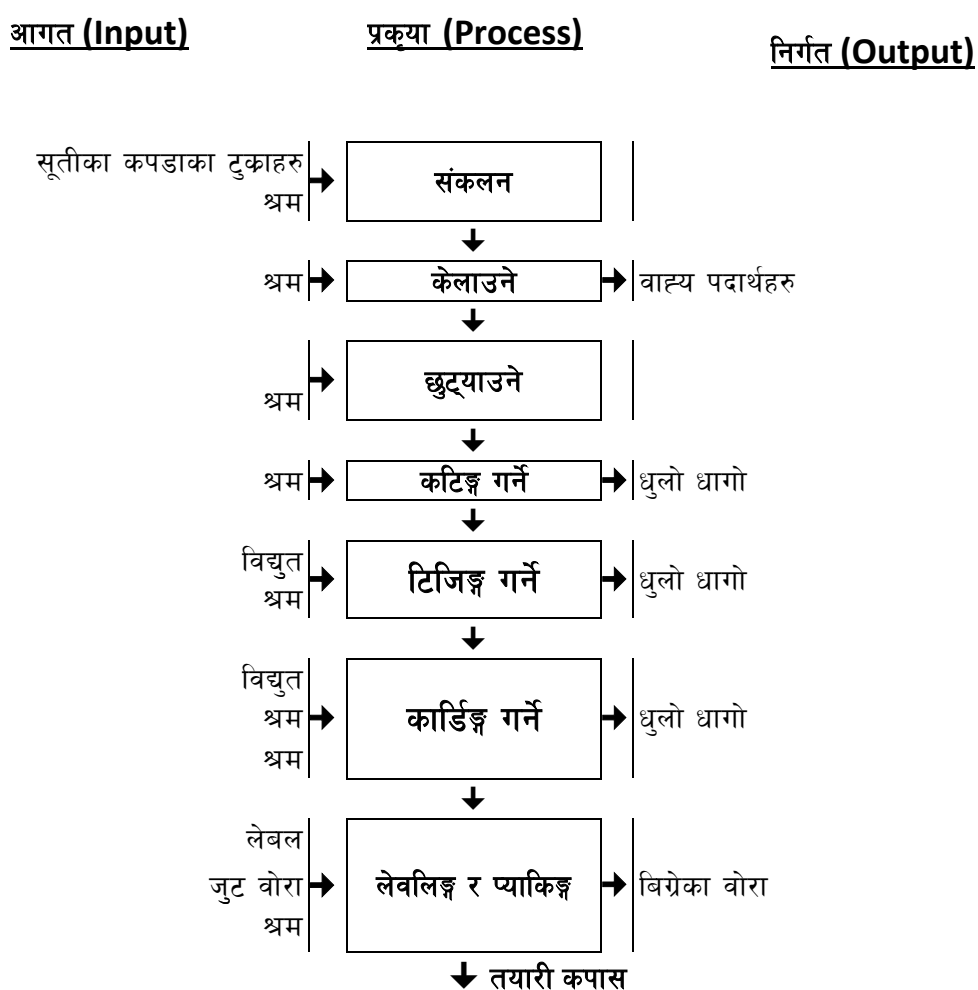 आगत (Input)
प्रकृया (Process)
निर्गत (Output)
सूतीका कपडाका टुक्राहरु
श्रम
संकलन
श्रम
केलाउने
वाह्य पदार्थहरु
श्रम
छुट्याउने
श्रम
कटिङ्ग गर्ने
धुलो धागो
विद्युत
श्रम
टिजिङ्ग गर्ने
धुलो धागो
विद्युत
श्रम
श्रम
कार्डिङ्ग गर्ने
धुलो धागो
लेबल
जुट वोरा
श्रम
लेवलिङ्ग र प्याकिङ्ग
बिग्रेका वोरा
तयारी कपास